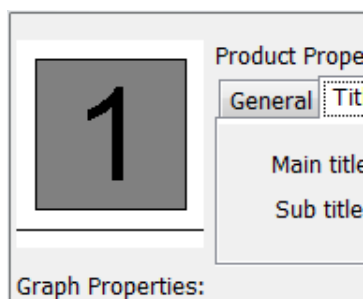 1
Product Prope
General Tit
Main title
Sub title
Graph Properties: